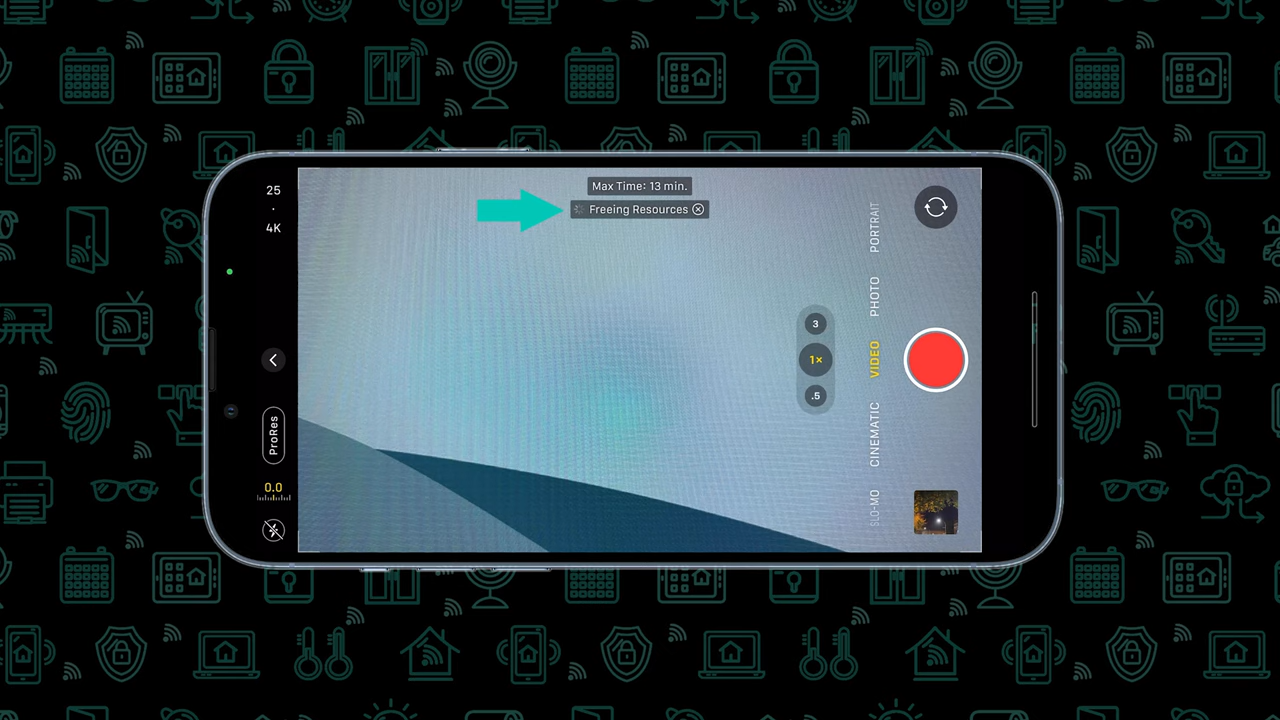 25
·
4K
ProRes
0.0
Max Time: 13 min.
Freeing Resources
3
1×
.5
PORTRAIT
PHOTO
VIDEO
CINEMATIC
SLO-MO